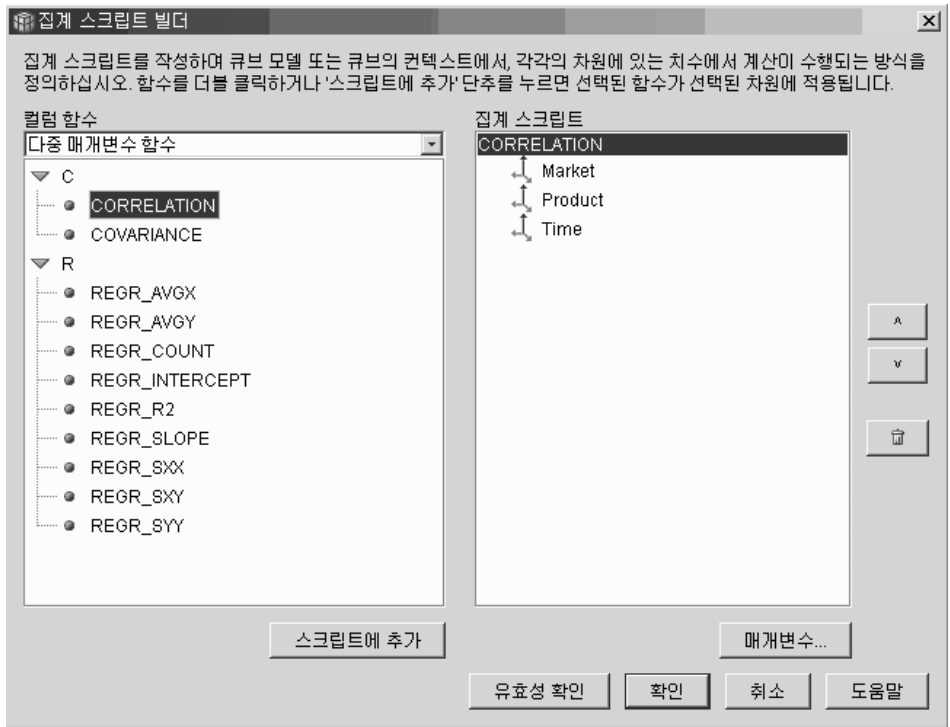 집계 스크립트 빌더
집계 스크립트를 작성하여 큐브 모델 또는 큐브의 컨텍스트에서, 각각의 차원에 있는 치수에서 계산이 수행되는 방식을
정의하십시오. 함수를 더블 클릭하거나 '스크립트에 추가' 단추를 누르면 선택된 함수가 선택된 차원에 적용됩니다.
컬럼 함수
다중 매개변수 함수
C
CORRELATION
COVARIANCE
R
REGR_AVGX
REGR_AVGY
REGR_COUNT
REGR_INTERCEPT
REGR_R2
REGR_SLOPE
REGR_SXX
REGR_SXY
REGR_SYY
스크립트에 추가
집계 스크립트
CORRELATION
Market
Product
Time
매개변수...
유효성 확인
확인
취소
도움말